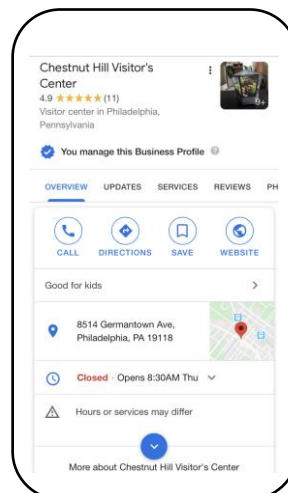 Chestnut Hill Visitor's
Center
4.9 ★★★★★ (11)
Visitor center in Philadelphia,
Pennsylvania
9+
You manage this Business Profile
OVERVIEW UPDATES SERVICES REVIEWS PH
CALL DIRECTIONS SAVE WEBSITE
Good for kids
8514 Germantown Ave,
Philadelphia, PA 19118
Closed · Opens 8:30AM Thu
Hours or services may differ
More about Chestnut Hill Visitor's Center